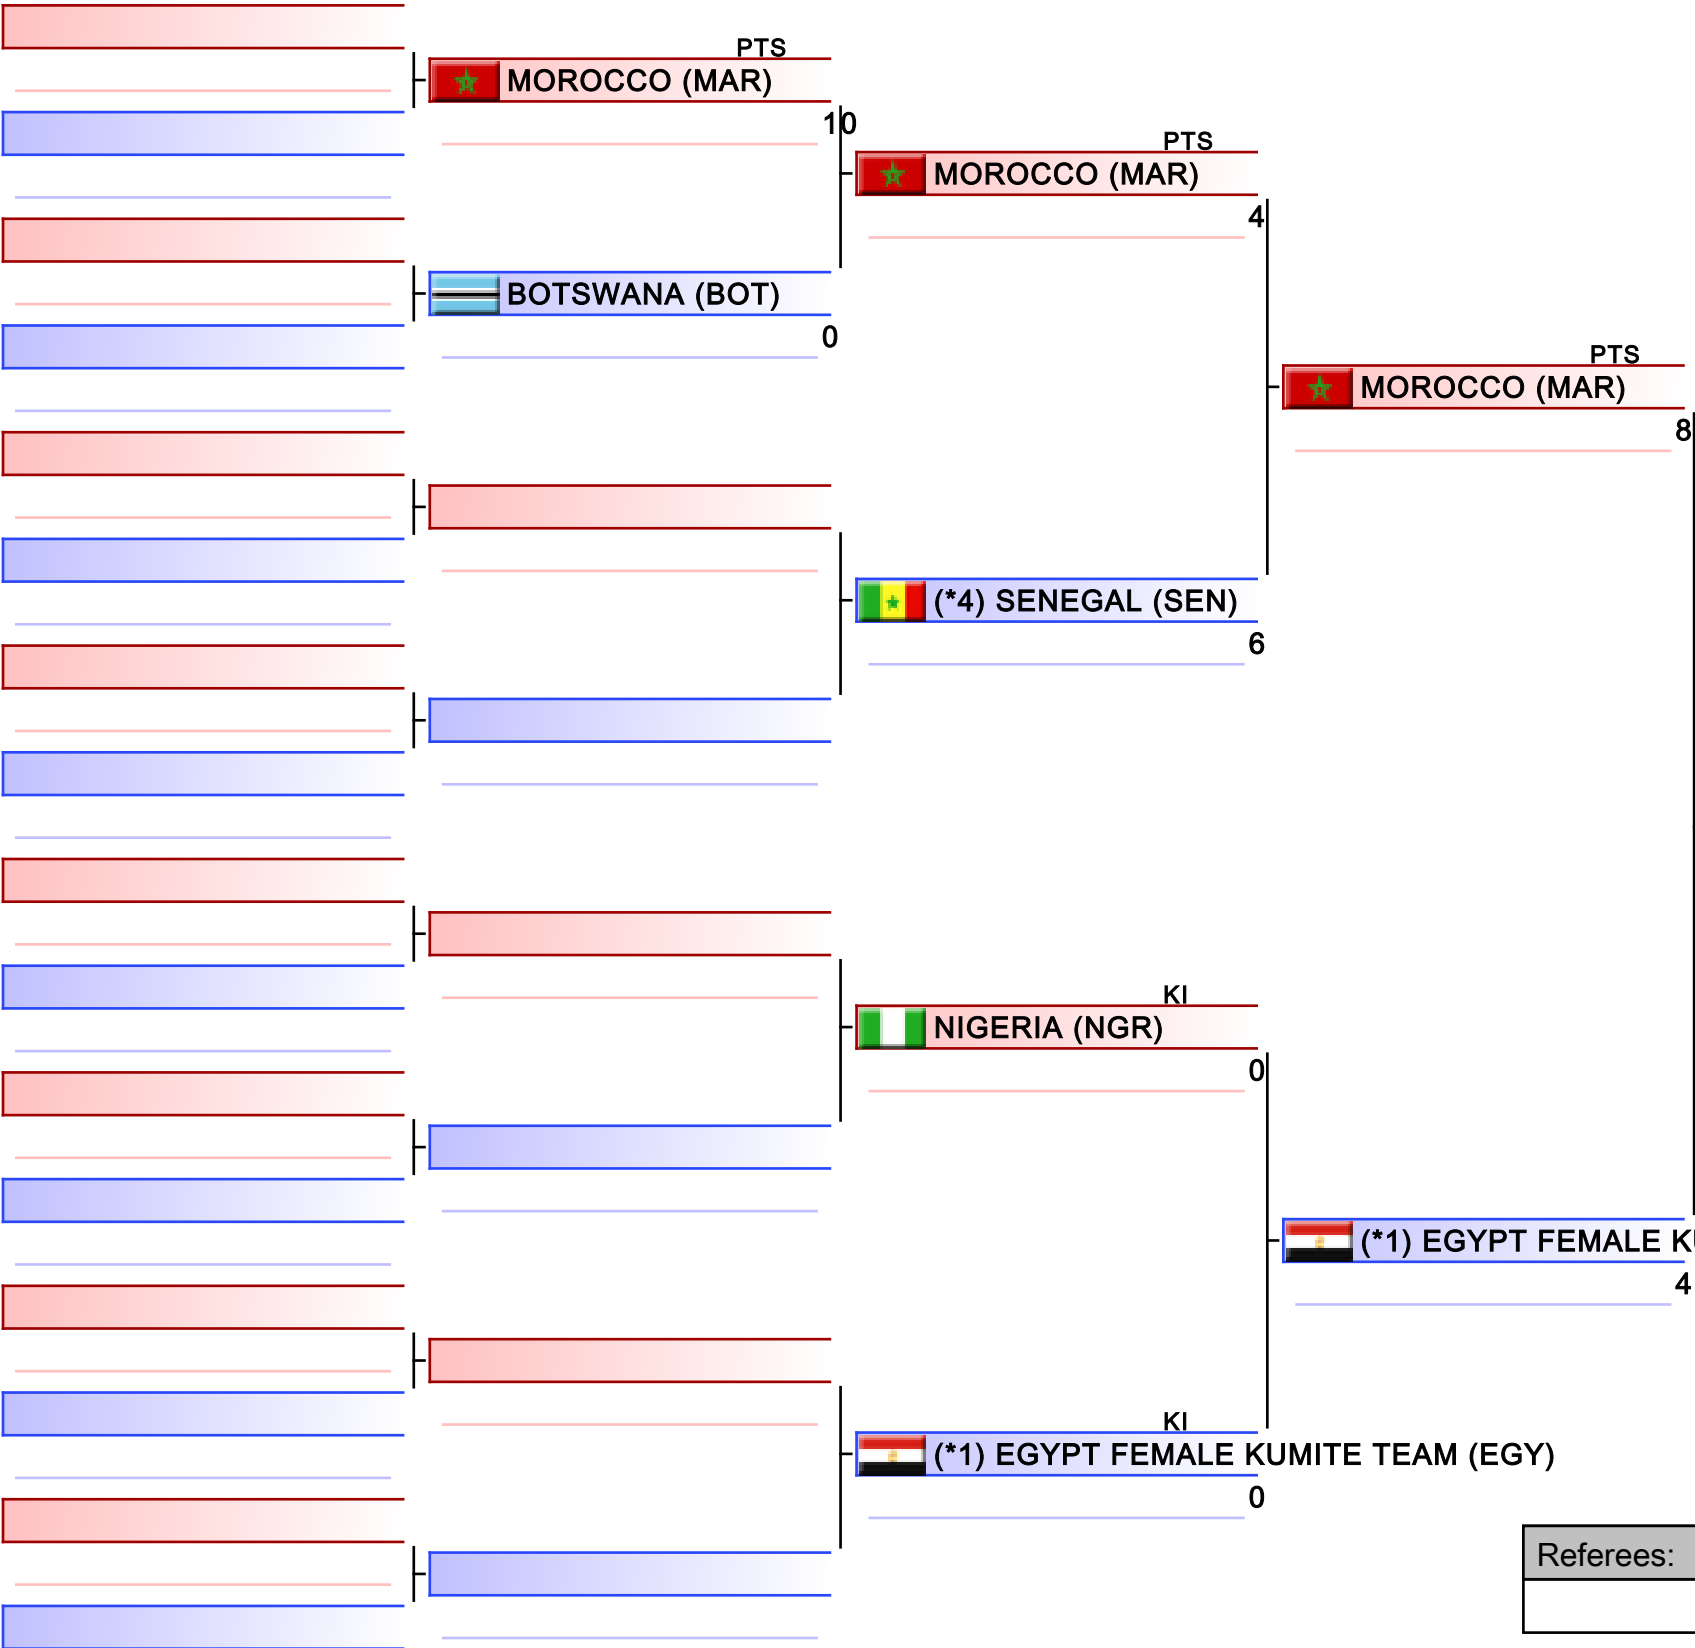 PTS
MOROCCO (MAR)
10
PTS
MOROCCO (MAR)
4
BOTSWANA (BOT)
0
PTS
MOROCCO (MAR)
8
(*4) SENEGAL (SEN)
6
KI
NIGERIA (NGR)
0
(*1) EGYPT FEMALE K
4
KI
(*1) EGYPT FEMALE KUMITE TEAM (EGY)
0
Referees: